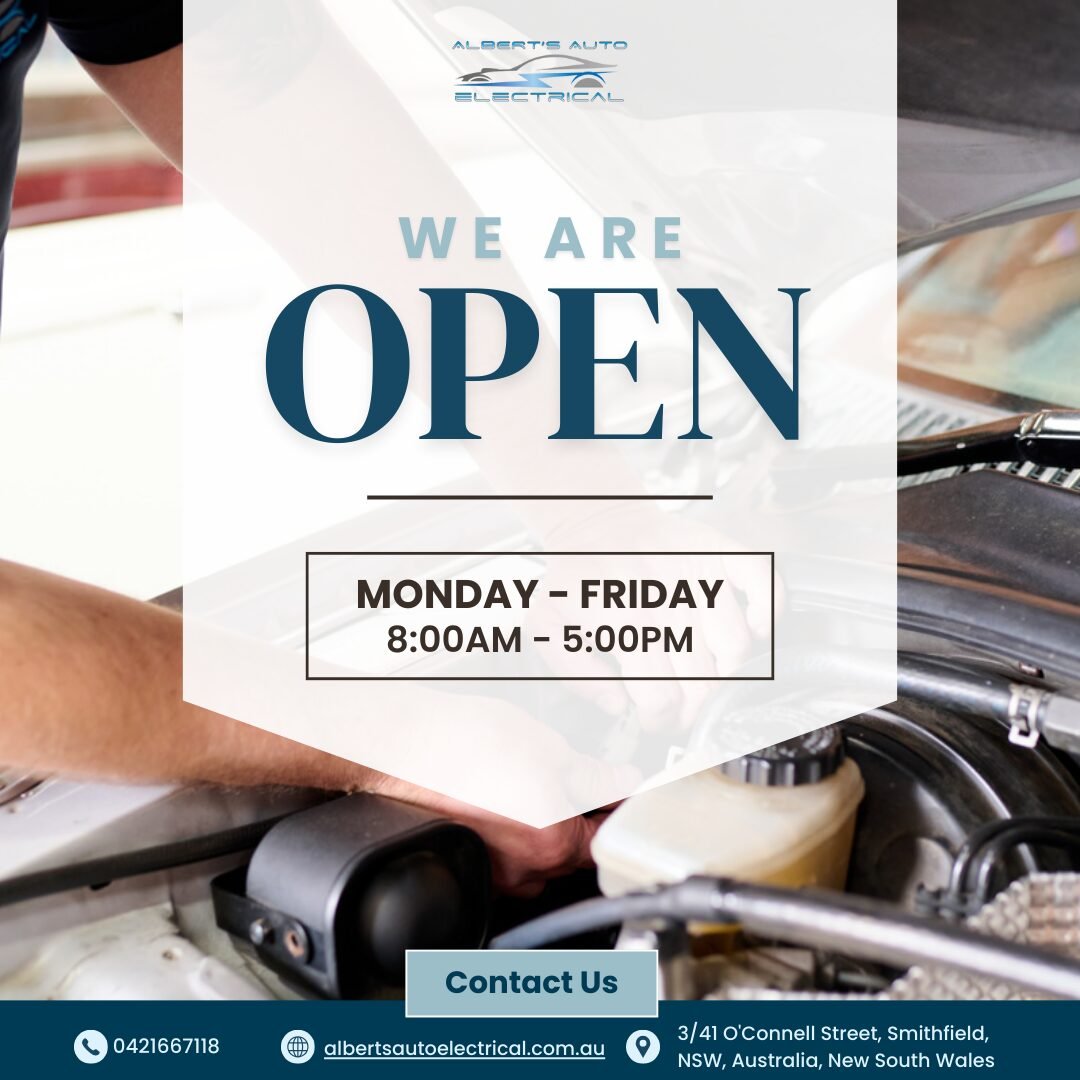 ALBERT'S AUTO
ELECTRICAL
WE ARE
OPEN
MONDAY - FRIDAY
8:00AM - 5:00PM
Contact Us
0421667118
albertsautoelectrical.com.au
3/41 O'Connell Street, Smithfield,
NSW, Australia, New South Wales